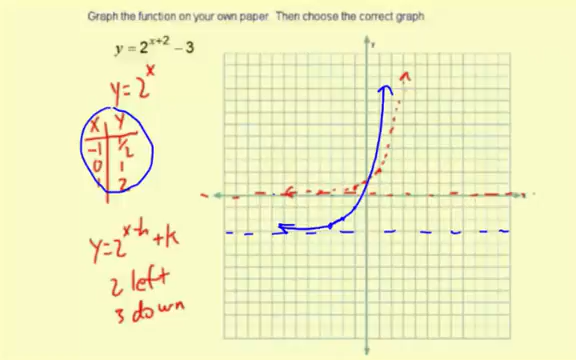 Graph the function on your own paper. Then choose the correct graph
y = 2^(x+2) − 3
y=2^x
x y
-1 1/2
0 1
1 2
y=2^(x-h)+k
2 left
3 down